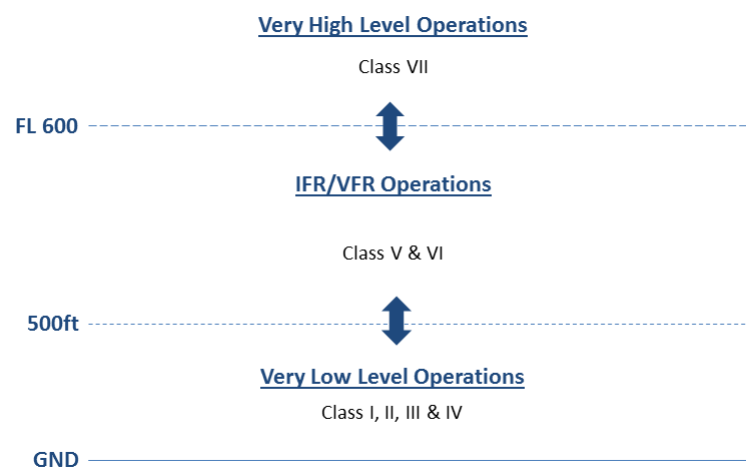 Very High Level Operations
Class VII
FL 600
IFR/VFR Operations
Class V & VI
500ft
Very Low Level Operations
Class I, II, III & IV
GND